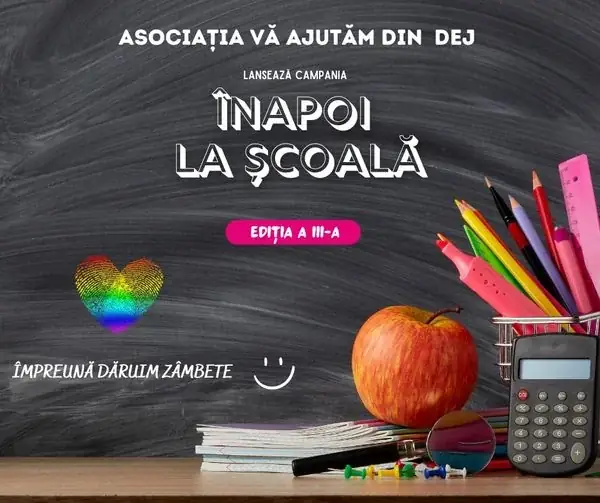 ASOCIAȚIA VĂ AJUTĂM DIN DEJ
LANSEAZĂ CAMPANIA
ÎNAPOI
LA ȘCOALĂ
EDIȚIA A III-A
ÎMPREUNĂ DĂRUIM ZÂMBETE